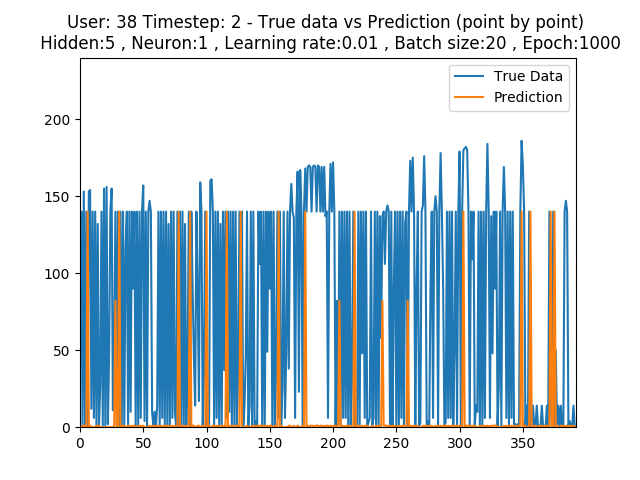 User: 38 Timestep: 2 - True data vs Prediction (point by point)
Hidden:5 , Neuron:1 , Learning rate:0.01 , Batch size:20 , Epoch:1000
True Data
Prediction
200
150
100
50
0
0 50 100 150 200 250 300 350